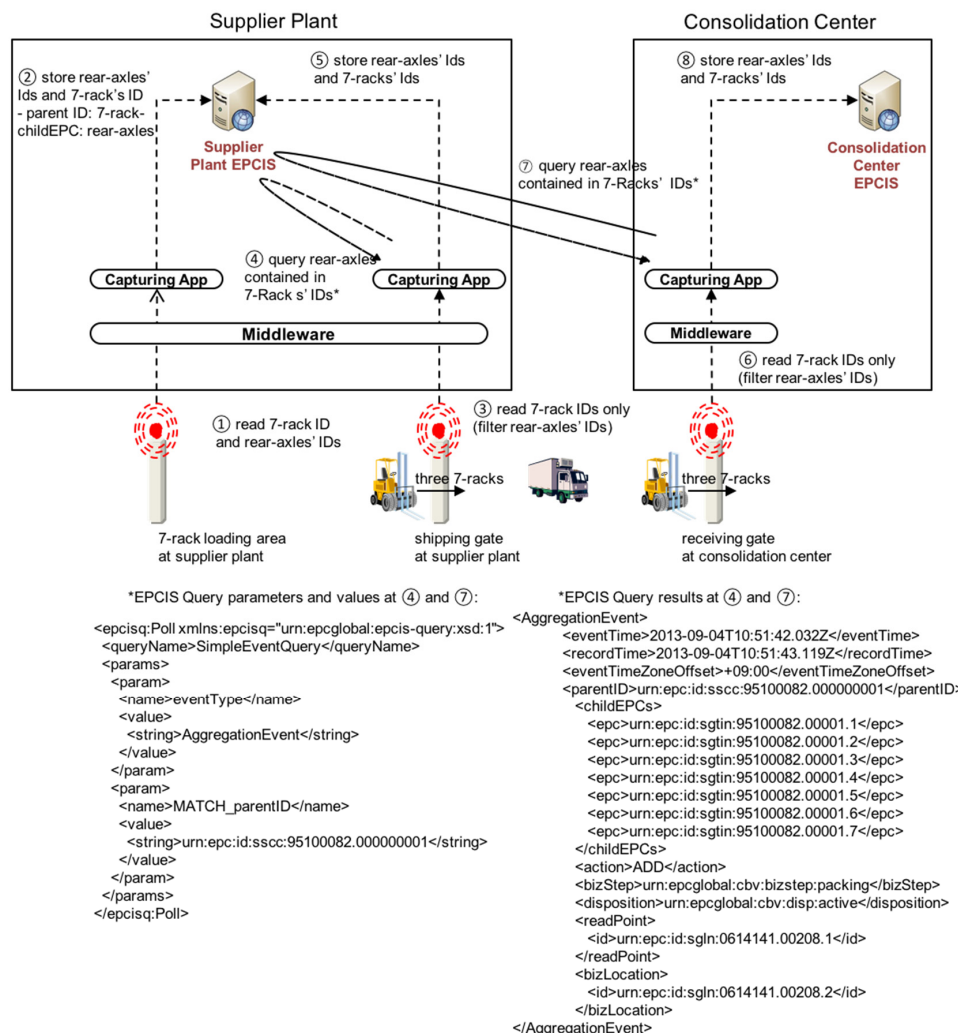 Supplier Plant
Consolidation Center
② store rear-axles'
Ids and 7-rack's ID
- parent ID: 7-rack-
childEPC: rear-axles
⑤ store rear-axles' Ids
and 7-racks' Ids
⑧ store rear-axles' Ids
and 7-racks' Ids
Supplier
Plant EPCIS
Consolidation
Center
EPCIS
⑦ query rear-axles
contained in 7-Racks' IDs*
④ query rear-axles
contained in
7-Rack s' IDs*
Capturing App
Capturing App
Capturing App
Middleware
Middleware
⑥ read 7-rack IDs only
(filter rear-axles' IDs)
① read 7-rack ID
and rear-axles' IDs
③ read 7-rack IDs only
(filter rear-axles' IDs)
three 7-racks
three 7-racks
7-rack loading area
at supplier plant
shipping gate
at supplier plant
receiving gate
at consolidation center
*EPCIS Query parameters and values at ④ and ⑦:
<epcisq:Poll xmlns:epcisq="urn:epcglobal:epcis-query:xsd:1">
<queryName>SimpleEventQuery</queryName>
<params>
<param>
<name>eventType</name>
<value>
<string>AggregationEvent</string>
</value>
</param>
<param>
<name>MATCH_parentID</name>
<value>
<string>urn:epc:id:sscc:95100082.000000001</string>
</value>
</param>
</params>
</epcisq:Poll>
*EPCIS Query results at ④ and ⑦:
<AggregationEvent>
<eventTime>2013-09-04T10:51:42.032Z</eventTime>
<recordTime>2013-09-04T10:51:43.119Z</recordTime>
<eventTimeZoneOffset>+09:00</eventTimeZoneOffset>
<parentID>urn:epc:id:sscc:95100082.000000001</parentID>
<childEPCs>
<epc>urn:epc:id:sgtin:95100082.00001.1</epc>
<epc>urn:epc:id:sgtin:95100082.00001.2</epc>
<epc>urn:epc:id:sgtin:95100082.00001.3</epc>
<epc>urn:epc:id:sgtin:95100082.00001.4</epc>
<epc>urn:epc:id:sgtin:95100082.00001.5</epc>
<epc>urn:epc:id:sgtin:95100082.00001.6</epc>
<epc>urn:epc:id:sgtin:95100082.00001.7</epc>
</childEPCs>
<action>ADD</action>
<bizStep>urn:epcglobal:cbv:bizstep:packing</bizStep>
<disposition>urn:epcglobal:cbv:disp:active</disposition>
<readPoint>
<id>urn:epc:id:sgln:0614141.00208.1</id>
</readPoint>
<bizLocation>
<id>urn:epc:id:sgln:0614141.00208.2</id>
</bizLocation>
</AggregationEvent>